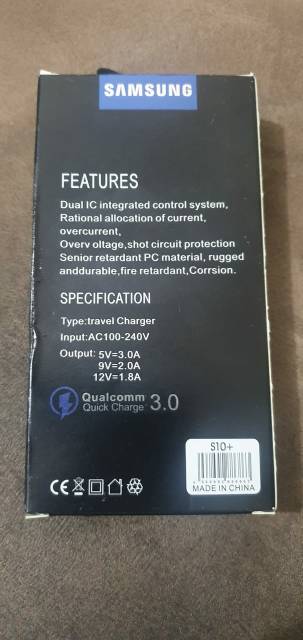 SAMSUNG
FEATURES
Dual IC integrated control system,
Rational allocation of current,
overcurrent,
Overv oltage,shot circuit protection
Senior retardant PC material, rugged
anddurable,fire retardant,Corrsion.
SPECIFICATION
Type:travel Charger
Input:AC100-240V
Output: 5V=3.0A
9V=2.0A
12V=1.8A
Qualcomm
Quick Charge 3.0
S10+
MADE IN CHINA
CE